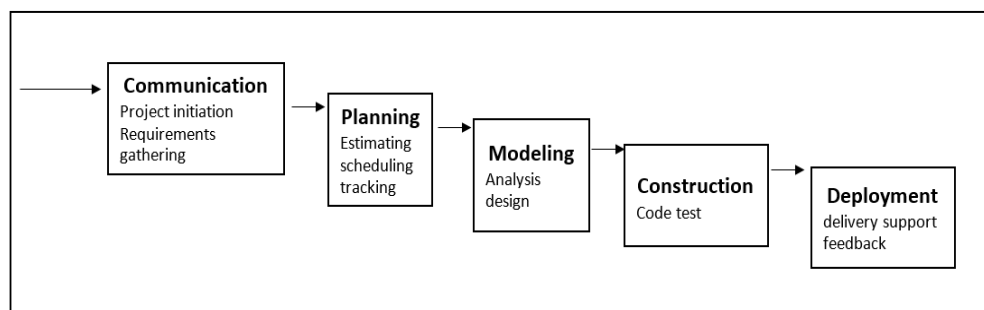 Communication
Project initiation
Requirements
gathering
Planning
Estimating
scheduling
tracking
Modeling
Analysis
design
Construction
Code test
Deployment
delivery support
feedback